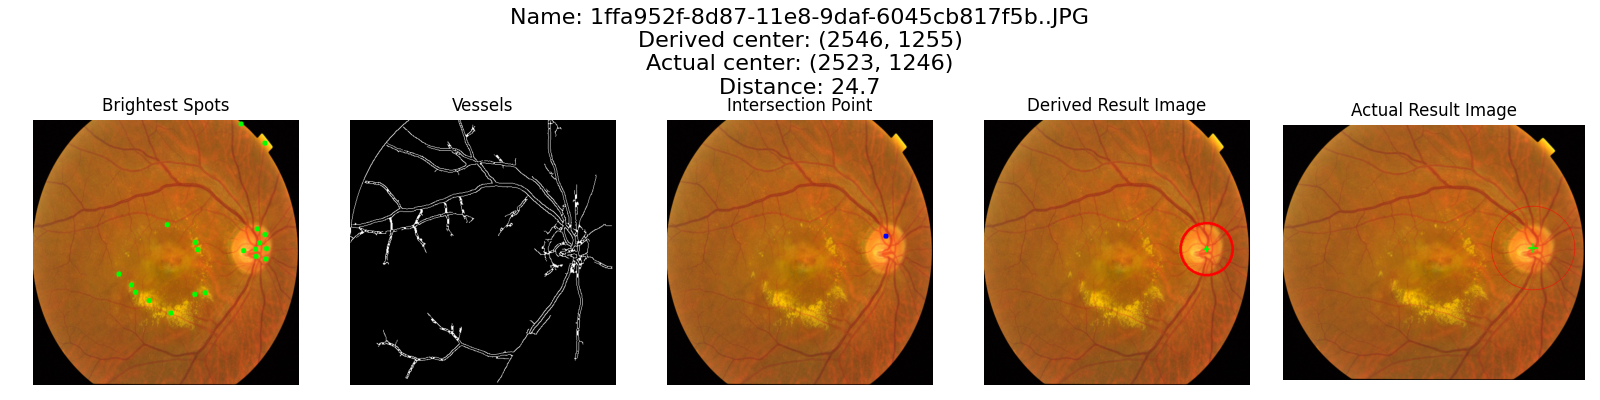 Name: 1ffa952f-8d87-11e8-9daf-6045cb817f5b..JPG
Derived center: (2546, 1255)
Actual center: (2523, 1246)
Distance: 24.7
Brightest Spots
Vessels
Intersection Point
Derived Result Image
Actual Result Image